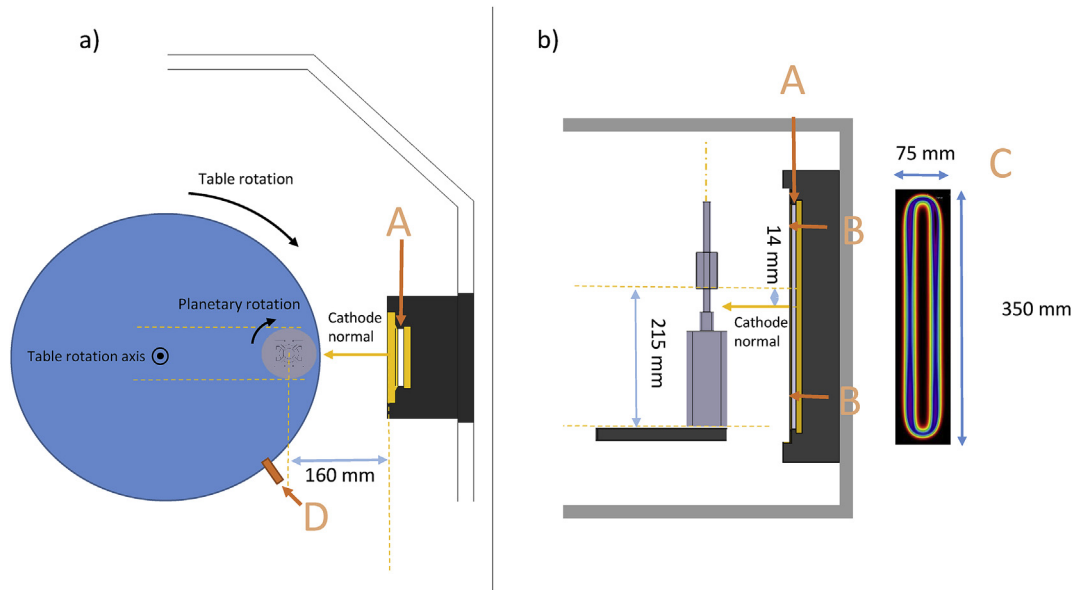 a)
Table rotation
A
Planetary rotation
Cathode
normal
Table rotation axis
160 mm
D
b)
A
75 mm
C
B
14 mm
350 mm
Cathode
normal
215 mm
B